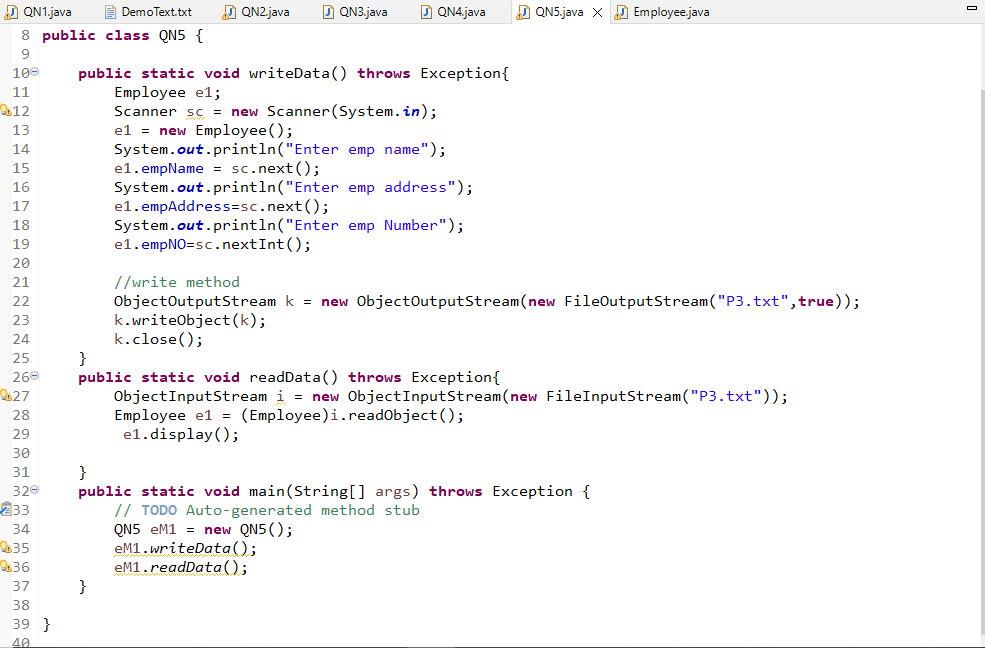 QN1.java DemoText.txt QN2.java QN3.java QN4.java QN5.java Employee.java
8 public class QN5 {
9
10 public static void writeData() throws Exception{
11 Employee e1;
12 Scanner sc = new Scanner(System.in);
13 e1 = new Employee();
14 System.out.println("Enter emp name");
15 e1.empName = sc.next();
16 System.out.println("Enter emp address");
17 e1.empAddress=sc.next();
18 System.out.println("Enter emp Number");
19 e1.empNO=sc.nextInt();
20
21 //write method
22 ObjectOutputStream k = new ObjectOutputStream(new FileOutputStream("P3.txt",true));
23 k.writeObject(k);
24 k.close();
25 }
26 public static void readData() throws Exception{
27 ObjectInputStream i = new ObjectInputStream(new FileInputStream("P3.txt"));
28 Employee e1 = (Employee)i.readObject();
29 e1.display();
30
31 }
32 public static void main(String[] args) throws Exception {
33 // TODO Auto-generated method stub
34 QN5 eM1 = new QN5();
35 eM1.writeData();
36 eM1.readData();
37 }
38
39 }
40